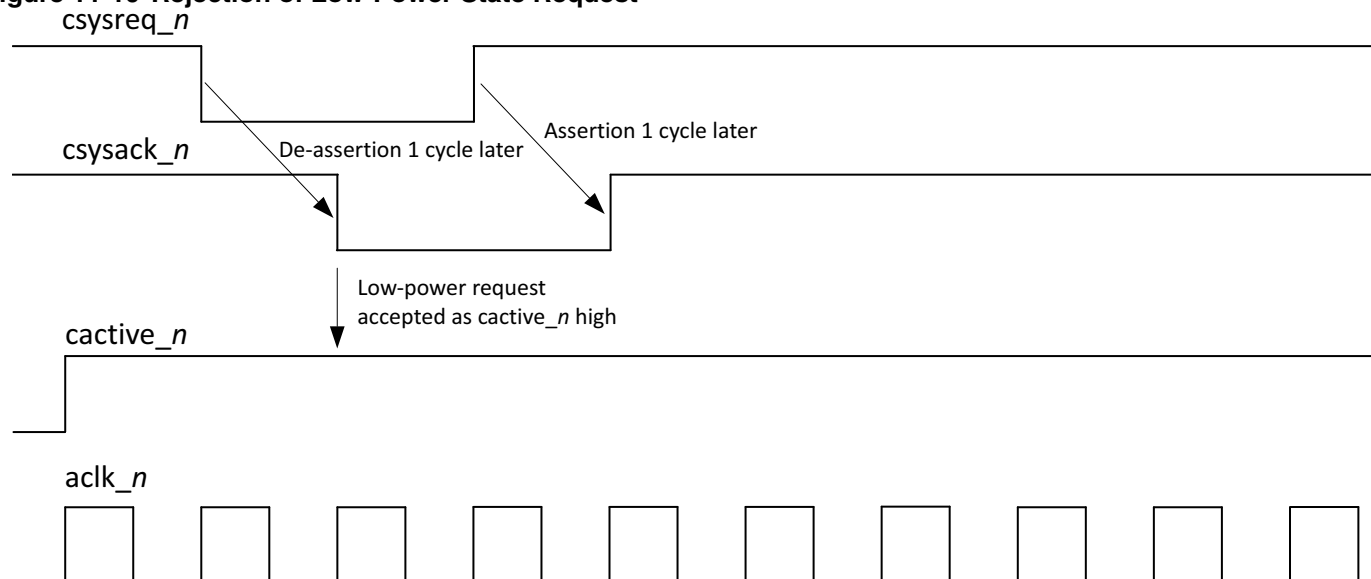 csysreq_n
csysack_n
De-assertion 1 cycle later
Assertion 1 cycle later
Low-power request
accepted as cactive_n high
cactive_n
aclk_n